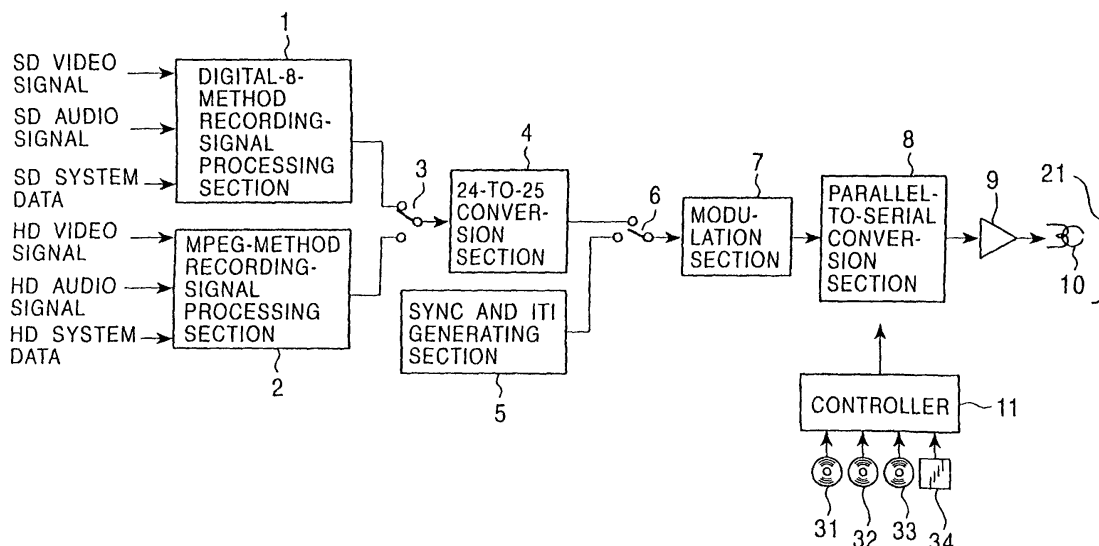 1
SD VIDEO
SIGNAL
SD AUDIO
SIGNAL
SD SYSTEM
DATA
DIGITAL-8-
METHOD
RECORDING-
SIGNAL
PROCESSING
SECTION
HD VIDEO
SIGNAL
HD AUDIO
SIGNAL
HD SYSTEM
DATA
MPEG-METHOD
RECORDING-
SIGNAL
PROCESSING
SECTION
2
3
4
24-TO-25
CONVER-
SION
SECTION
SYNC AND ITI
GENERATING
SECTION
5
6
7
MODU-
LATION
SECTION
8
PARALLEL-
TO-SERIAL
CONVER-
SION
SECTION
9
21
10
CONTROLLER
11
31
32
33
34